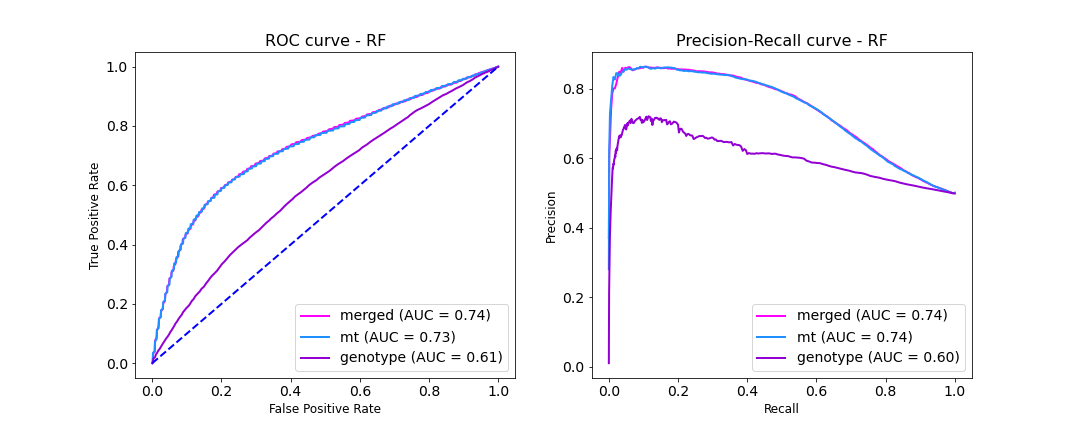 ROC curve - RF
1.0
0.8
0.6
0.4
0.2
0.0
True Positive Rate
0.0 0.2 0.4 0.6 0.8 1.0
False Positive Rate
merged (AUC = 0.74)
mt (AUC = 0.73)
genotype (AUC = 0.61)
Precision-Recall curve - RF
0.8
0.6
0.4
0.2
0.0
Precision
0.0 0.2 0.4 0.6 0.8 1.0
Recall
merged (AUC = 0.74)
mt (AUC = 0.74)
genotype (AUC = 0.60)